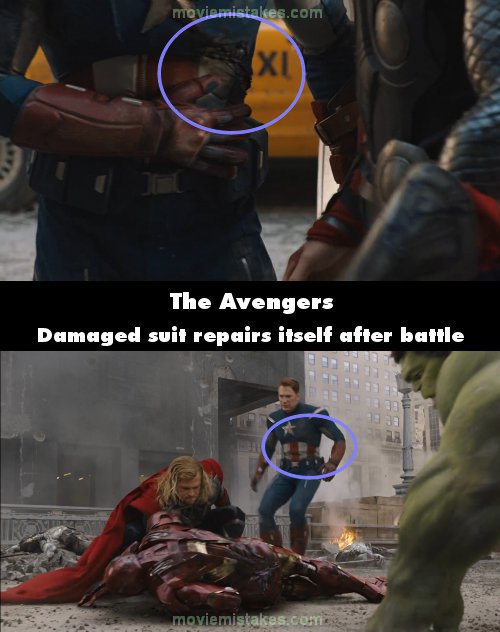 moviemistakes.com
XI
The Avengers
Damaged suit repairs itself after battle
moviemistakes.com